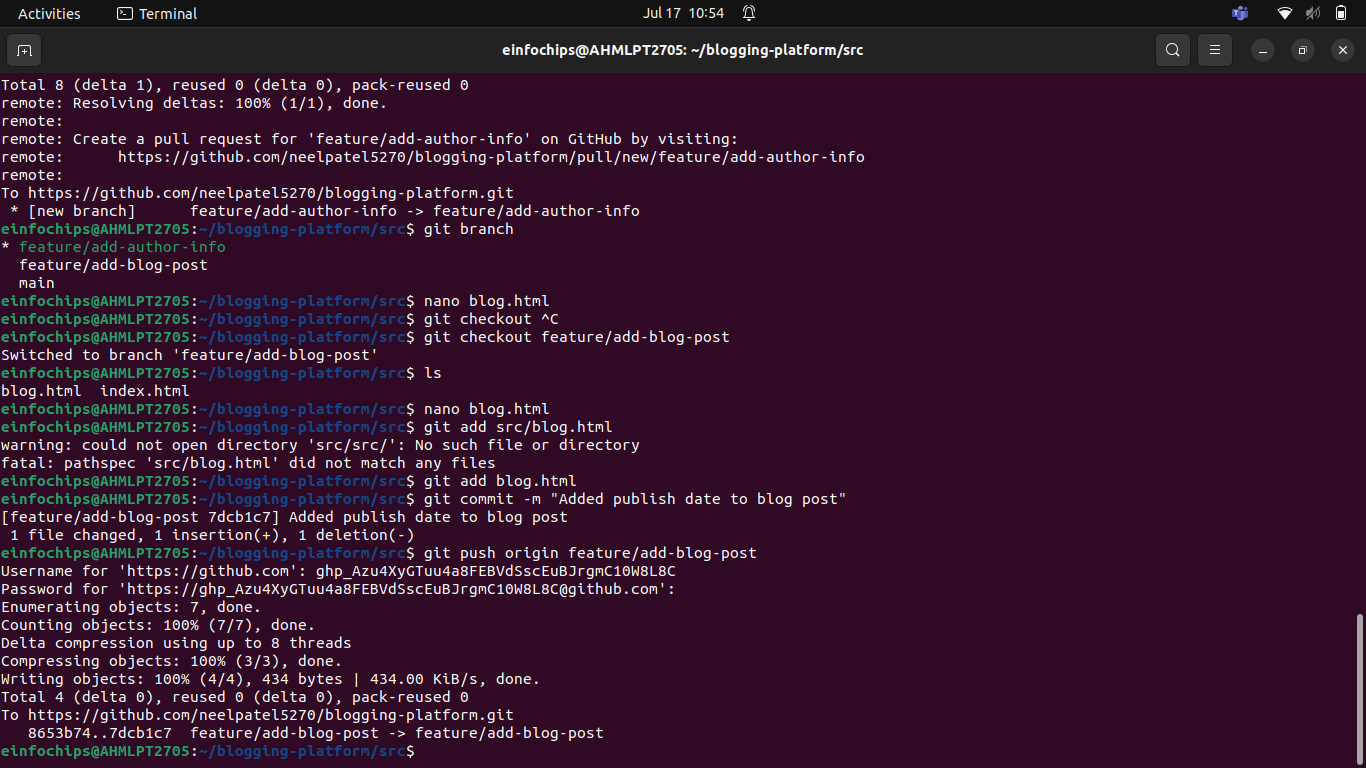 Activities
Terminal
Jul 17 10:54
einfochips@AHMLPT2705: ~/blogging-platform/src
Total 8 (delta 1), reused 0 (delta 0), pack-reused 0
remote: Resolving deltas: 100% (1/1), done.
remote:
remote: Create a pull request for 'feature/add-author-info' on GitHub by visiting:
remote:      https://github.com/neelpatel5270/blogging-platform/pull/new/feature/add-author-info
remote:
To https://github.com/neelpatel5270/blogging-platform.git
 * [new branch]      feature/add-author-info -> feature/add-author-info
einfochips@AHMLPT2705:~/blogging-platform/src$ git branch
* feature/add-author-info
  feature/add-blog-post
  main
einfochips@AHMLPT2705:~/blogging-platform/src$ nano blog.html
einfochips@AHMLPT2705:~/blogging-platform/src$ git checkout ^C
einfochips@AHMLPT2705:~/blogging-platform/src$ git checkout feature/add-blog-post
Switched to branch 'feature/add-blog-post'
einfochips@AHMLPT2705:~/blogging-platform/src$ ls
blog.html  index.html
einfochips@AHMLPT2705:~/blogging-platform/src$ nano blog.html
einfochips@AHMLPT2705:~/blogging-platform/src$ git add src/blog.html
warning: could not open directory 'src/src/': No such file or directory
fatal: pathspec 'src/blog.html' did not match any files
einfochips@AHMLPT2705:~/blogging-platform/src$ git add blog.html
einfochips@AHMLPT2705:~/blogging-platform/src$ git commit -m "Added publish date to blog post"
[feature/add-blog-post 7dcb1c7] Added publish date to blog post
 1 file changed, 1 insertion(+), 1 deletion(-)
einfochips@AHMLPT2705:~/blogging-platform/src$ git push origin feature/add-blog-post
Username for 'https://github.com': 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
Password for 'https://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@github.com':
Enumerating objects: 7, done.
Counting objects: 100% (7/7), done.
Delta compression using up to 8 threads
Compressing objects: 100% (3/3), done.
Writing objects: 100% (4/4), 434 bytes | 434.00 KiB/s, done.
Total 4 (delta 0), reused 0 (delta 0), pack-reused 0
To https://github.com/neelpatel5270/blogging-platform.git
   8653b74..7dcb1c7  feature/add-blog-post -> feature/add-blog-post
einfochips@AHMLPT2705:~/blogging-platform/src$